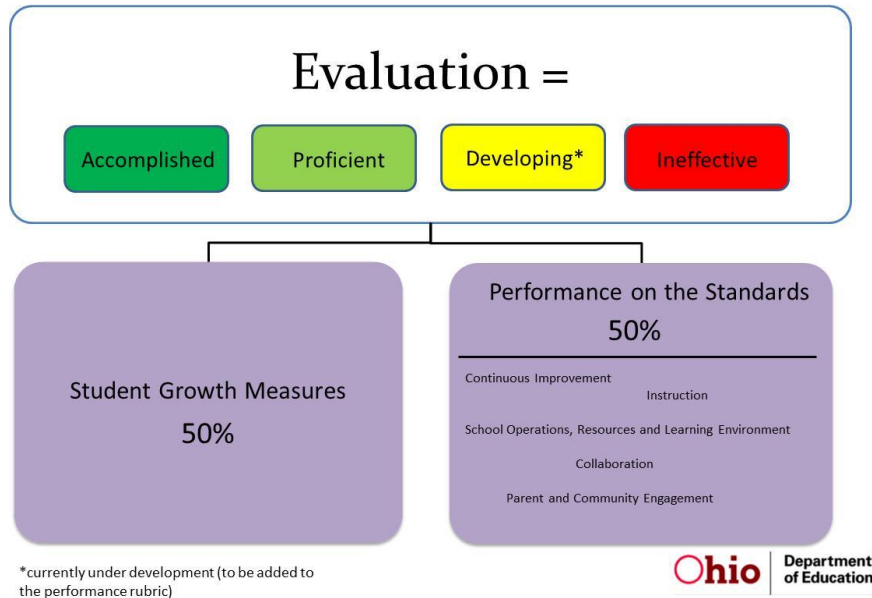 Evaluation =
Accomplished
Proficient
Developing*
Ineffective
Student Growth Measures
50%
Performance on the Standards
50%
Continuous Improvement
Instruction
School Operations, Resources and Learning Environment
Collaboration
Parent and Community Engagement
*currently under development (to be added to
the performance rubric)
Ohio
Department
of Education